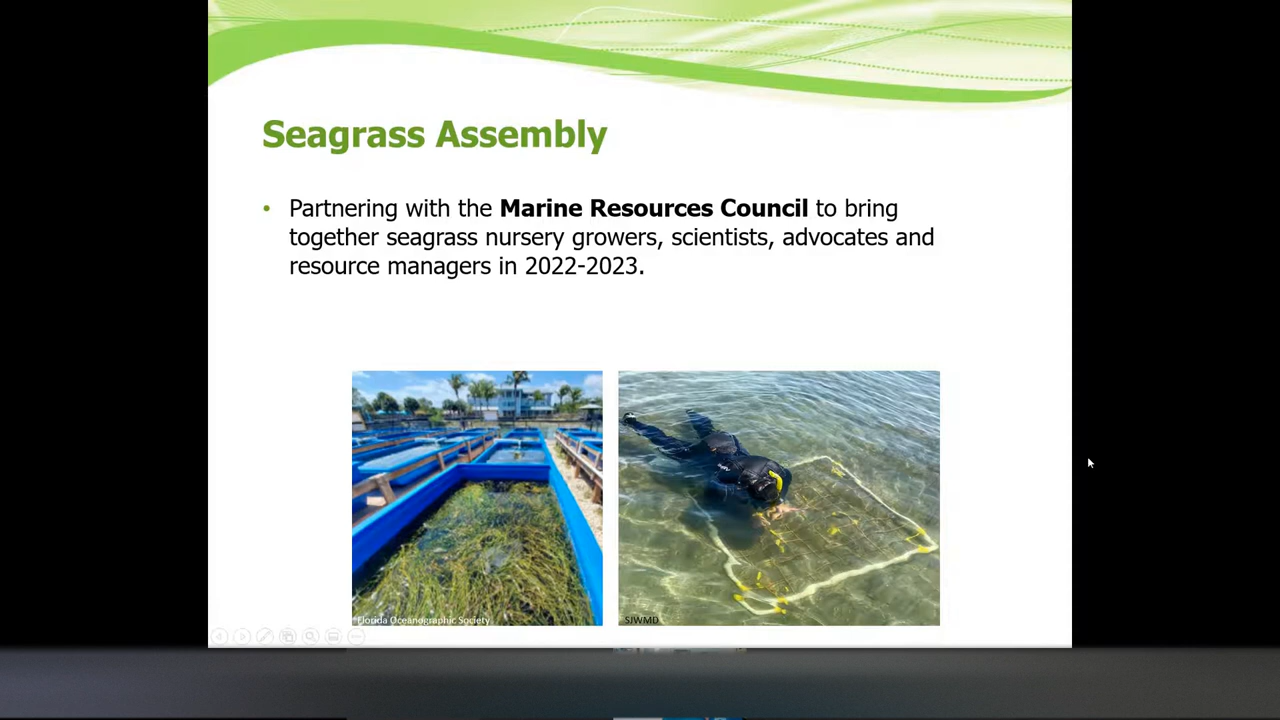 Seagrass Assembly
• Partnering with the Marine Resources Council to bring
together seagrass nursery growers, scientists, advocates and
resource managers in 2022-2023.
Florida Oceanographic Society
SJWMD